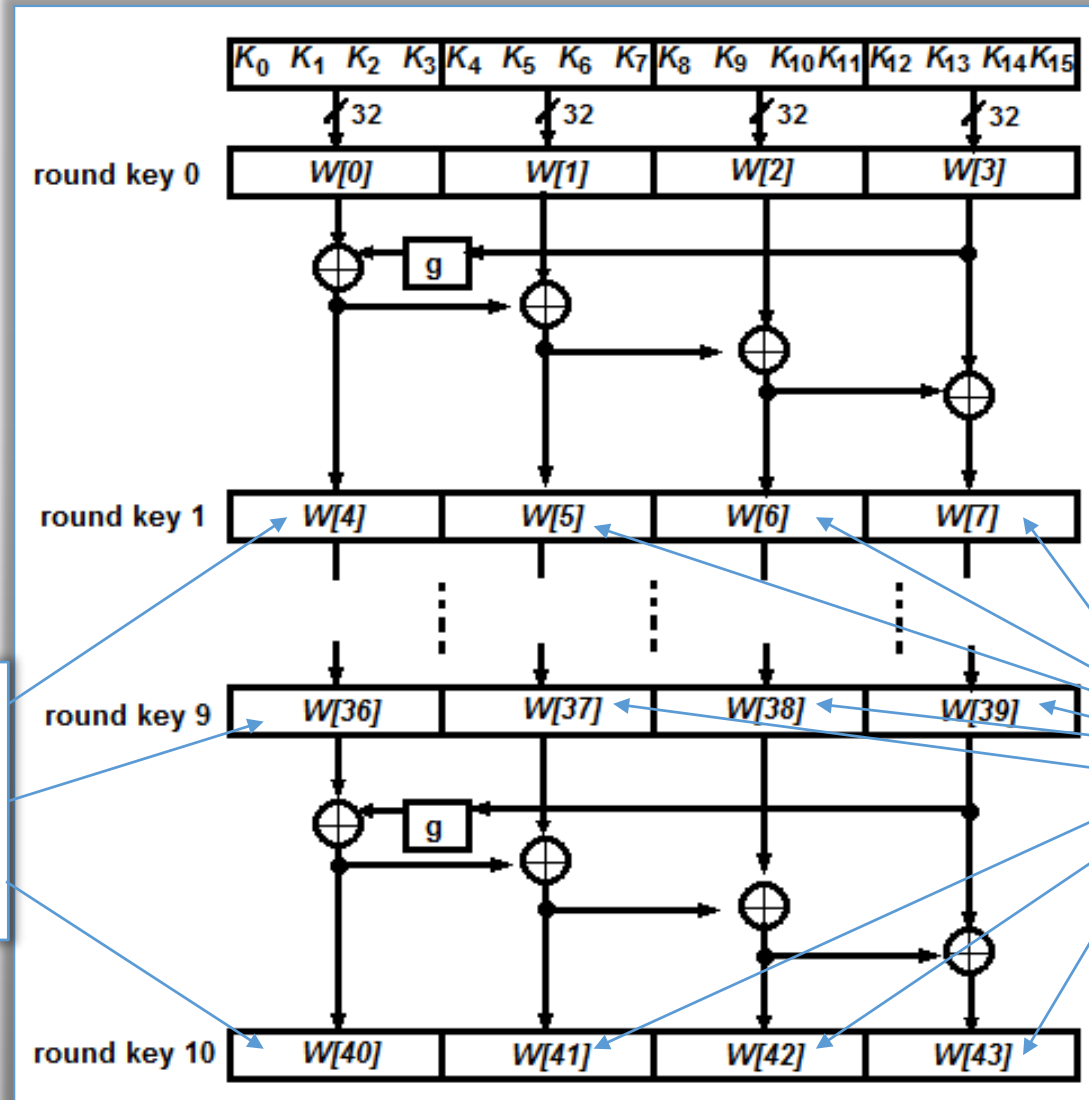 K0 K1 K2 K3 K4 K5 K6 K7 K8 K9 K10 K11 K12 K13 K14 K15
32 32 32 32
round key 0 W[0] W[1] W[2] W[3]
g
round key 1 W[4] W[5] W[6] W[7]
round key 9 W[36] W[37] W[38] W[39]
g
round key 10 W[40] W[41] W[42] W[43]